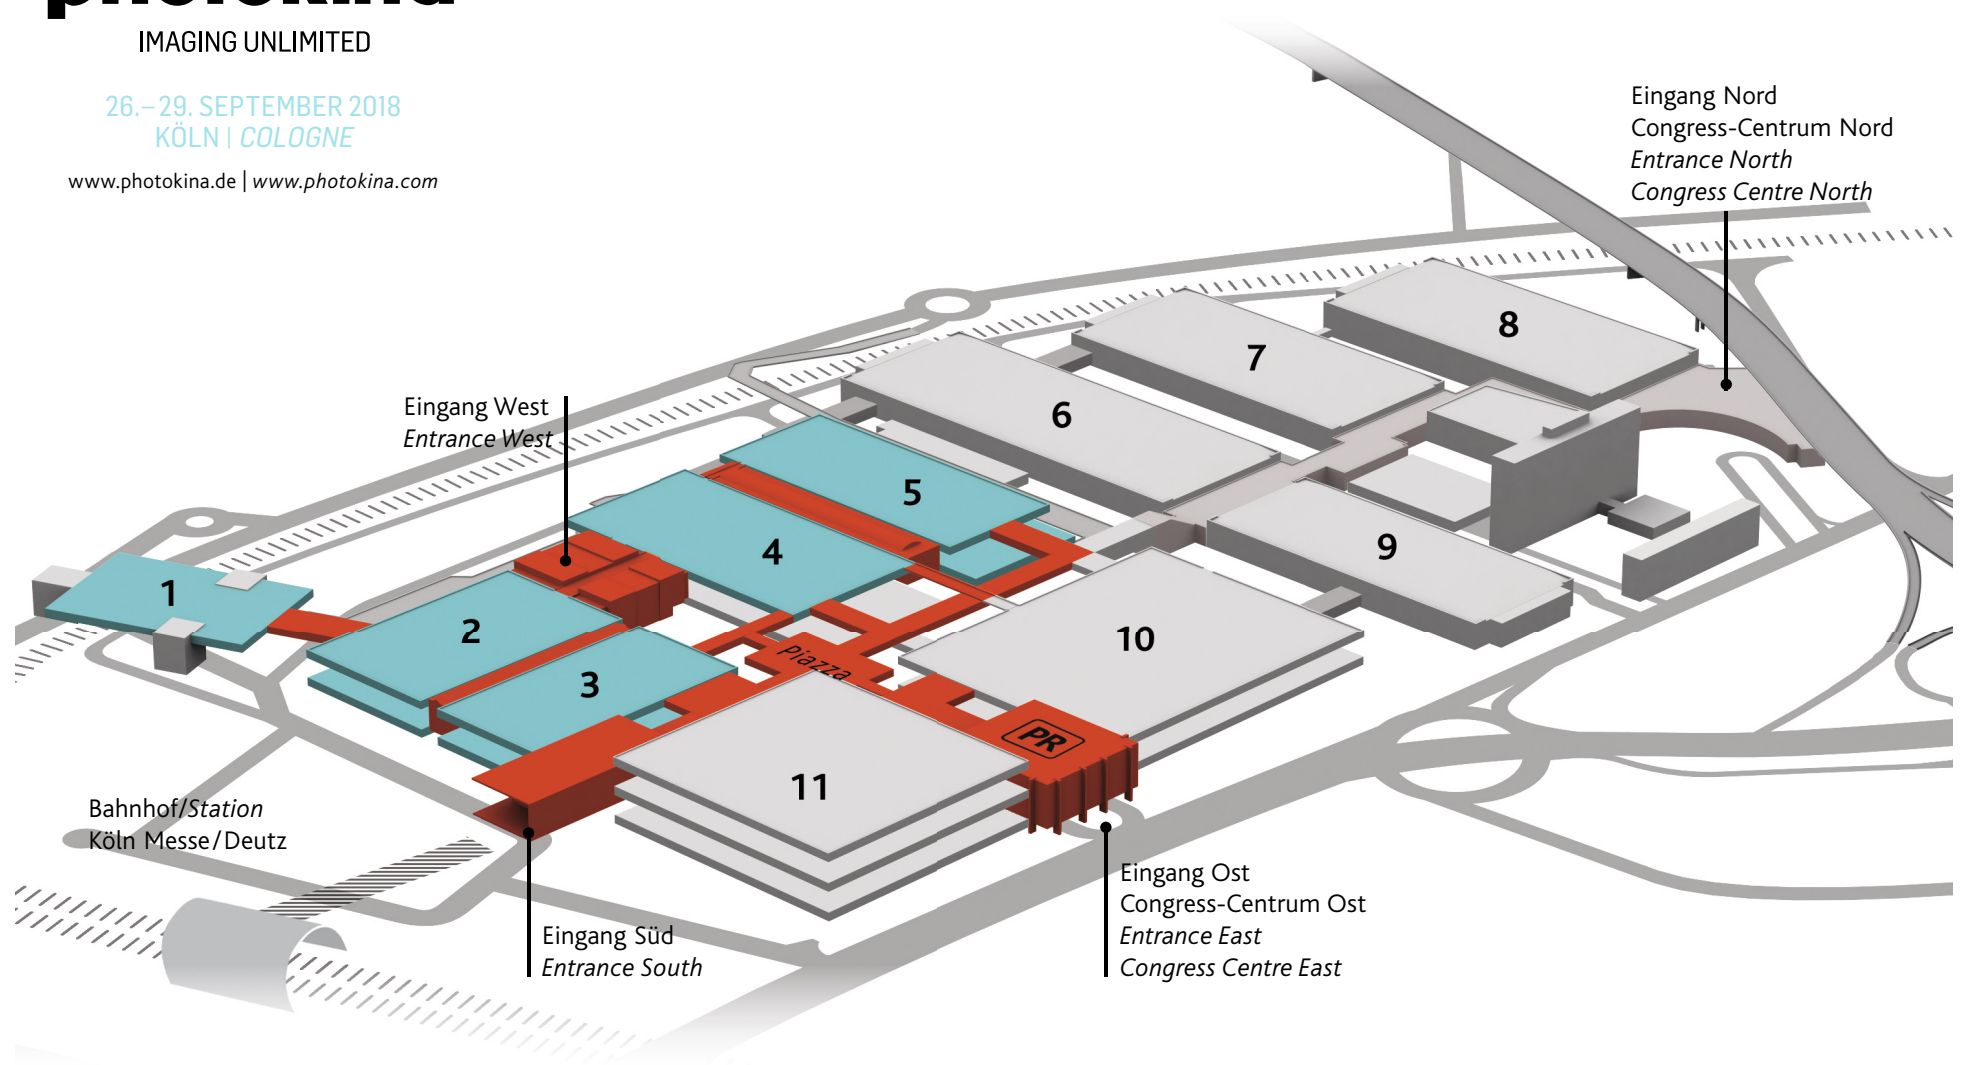 photokina
IMAGING UNLIMITED
26.–29. SEPTEMBER 2018
KÖLN | COLOGNE
www.photokina.de | www.photokina.com
Eingang Nord
Congress-Centrum Nord
Entrance North
Congress Centre North
Eingang West
Entrance West
8
7
6
5
4
9
1
2
10
3
Piazza
PR
11
Bahnhof/Station
Köln Messe/Deutz
Eingang Süd
Entrance South
Eingang Ost
Congress-Centrum Ost
Entrance East
Congress Centre East